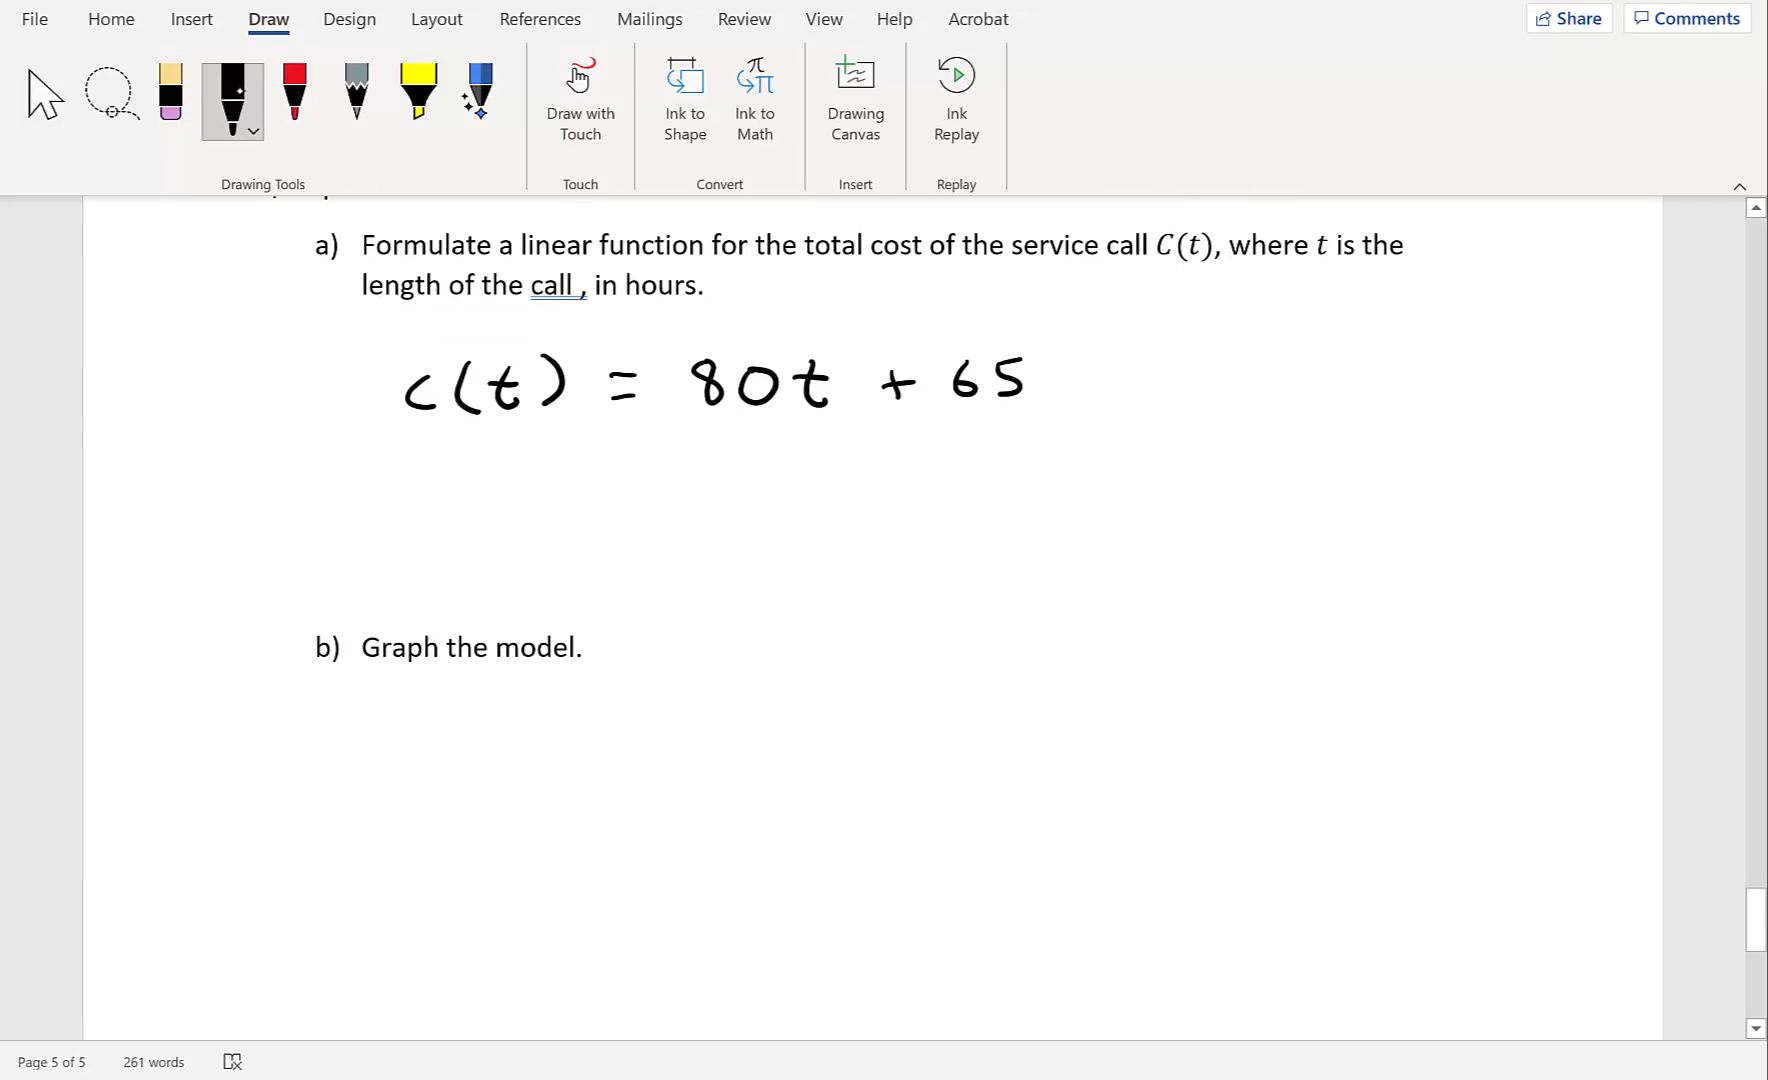 File Home Insert Draw Design Layout References Mailings Review View Help Acrobat Share Comments
Draw with Touch
Ink to Shape
Ink to Math
Drawing Canvas
Ink Replay
Drawing Tools Touch Convert Insert Replay
a) Formulate a linear function for the total cost of the service call C(t), where t is the
length of the call , in hours.
c(t) = 80t + 65
b) Graph the model.
Page 5 of 5 261 words